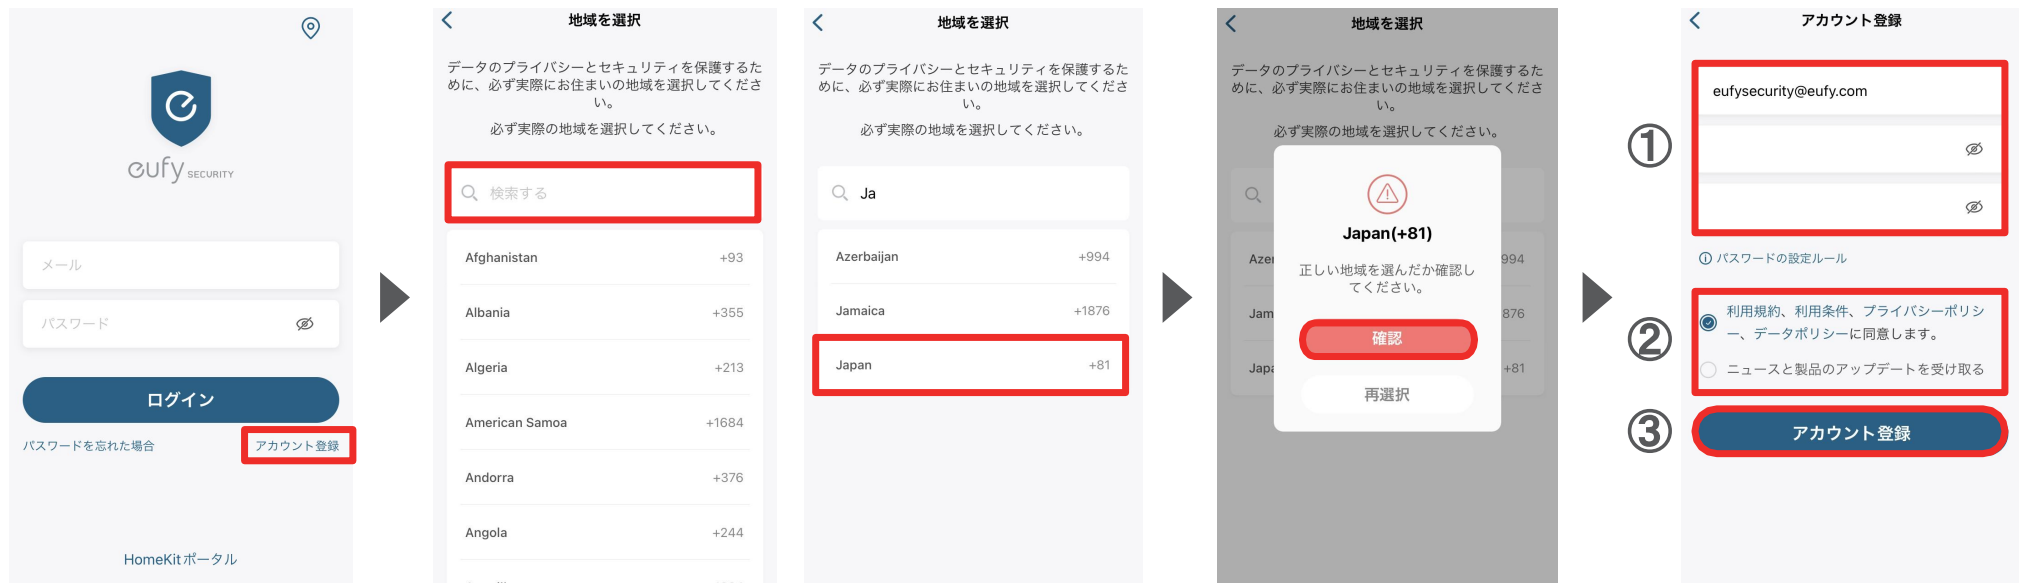 eufy SECURITY
メール
パスワード
ログイン
パスワードを忘れた場合
アカウント登録
HomeKitポータル
地域を選択
データのプライバシーとセキュリティを保護するた
めに、必ず実際にお住まいの地域を選択してくださ
い。
必ず実際の地域を選択してください。
検索する
Afghanistan +93
Albania +355
Algeria +213
American Samoa +1684
Andorra +376
Angola +244
地域を選択
データのプライバシーとセキュリティを保護するた
めに、必ず実際にお住まいの地域を選択してくださ
い。
必ず実際の地域を選択してください。
Ja
Azerbaijan +994
Jamaica +1876
Japan +81
地域を選択
データのプライバシーとセキュリティを保護するた
めに、必ず実際にお住まいの地域を選択してくださ
い。
必ず実際の地域を選択してください。
Azer 994
Jam 876
Japa +81
Japan(+81)
正しい地域を選んだか確認し
てください。
確認
再選択
アカウント登録
①
eufysecurity@eufy.com
パスワードの設定ルール
②
利用規約、利用条件、プライバシーポリシ
ー、データポリシーに同意します。
ニュースと製品のアップデートを受け取る
③
アカウント登録